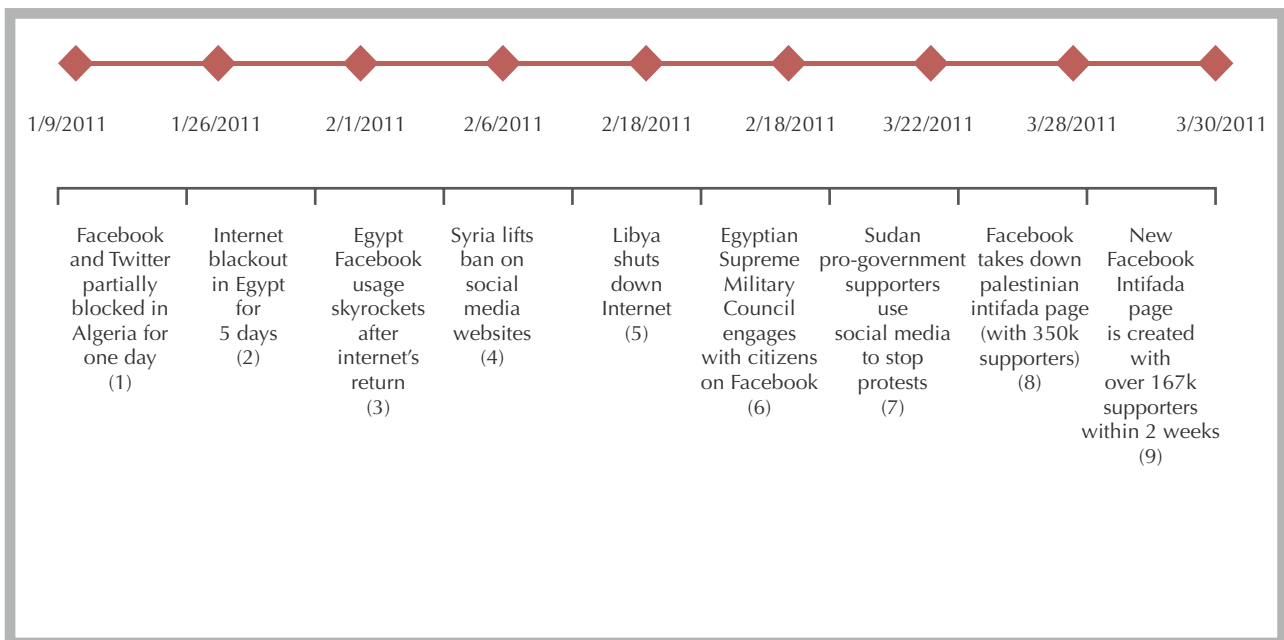 1/9/2011 1/26/2011 2/1/2011 2/6/2011 2/18/2011 2/18/2011 3/22/2011 3/28/2011 3/30/2011
Facebook
and Twitter
partially
blocked in
Algeria for
one day
(1)
Internet
blackout
in Egypt
for
5 days
(2)
Egypt
Facebook
usage
skyrockets
after
internet’s
return
(3)
Syria lifts
ban on
social
media
websites
(4)
Libya
shuts
down
Internet
(5)
Egyptian
Supreme
Military
Council
engages
with citizens
on Facebook
(6)
Sudan
pro-government
supporters
use
social media
to stop
protests
(7)
Facebook
takes down
palestinian
intifada page
(with 350k
supporters)
(8)
New
Facebook
Intifada
page
is created
with
over 167k
supporters
within 2 weeks
(9)